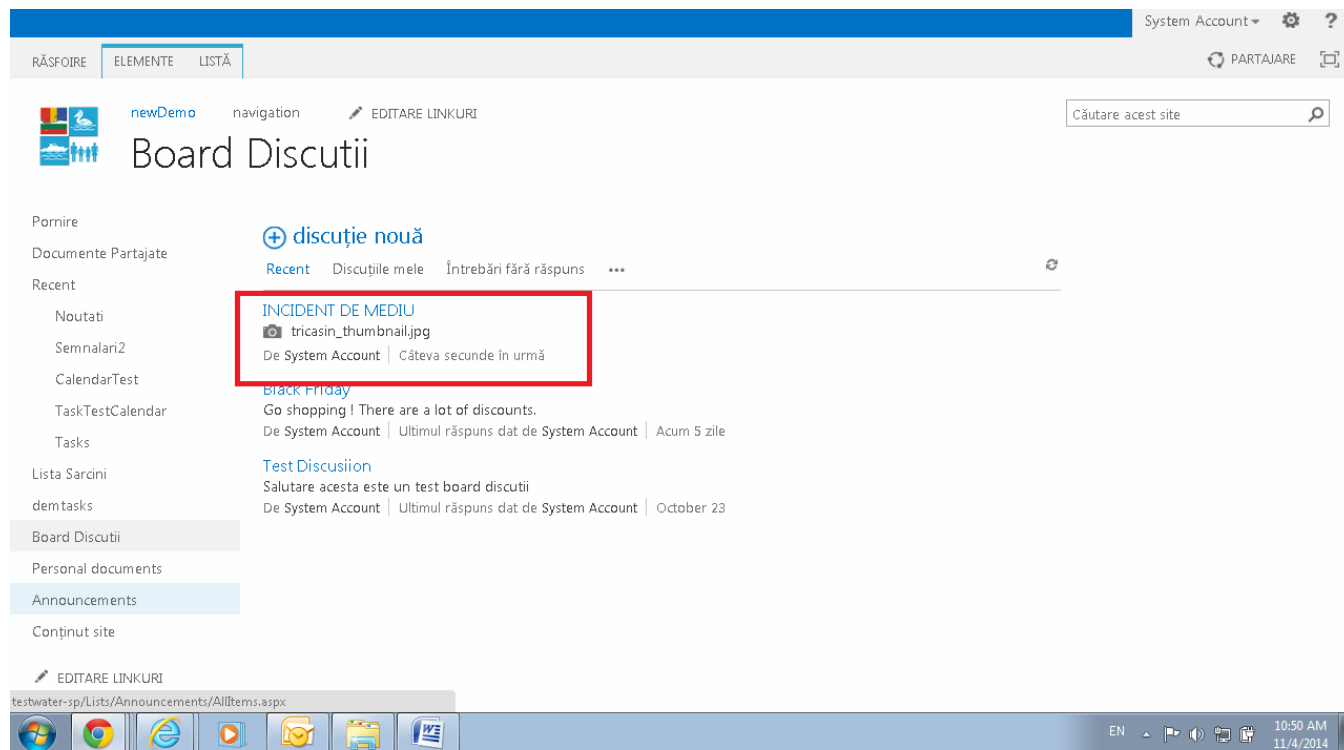 System Account
?
RĂSFOIRE ELEMENTE LISTĂ PARTAJARE
newDemo navigation EDITARE LINKURI
Căutare acest site
Board Discutii
Pornire
Documente Partajate
Recent
Noutati
Semnalari2
CalendarTest
TaskTestCalendar
Tasks
Lista Sarcini
demtasks
Board Discutii
Personal documents
Announcements
Conținut site
EDITARE LINKURI
discuție nouă
Recent Discuțiile mele Întrebări fără răspuns •••
INCIDENT DE MEDIU
tricasin_thumbnail.jpg
De System Account Câteva secunde în urmă
Black Friday
Go shopping ! There are a lot of discounts.
De System Account Ultimul răspuns dat de System Account Acum 5 zile
Test Discusiion
Salutare acesta este un test board discutii
De System Account Ultimul răspuns dat de System Account October 23
testwater-sp/Lists/Announcements/AllItems.aspx
EN
10:50 AM
11/4/2014